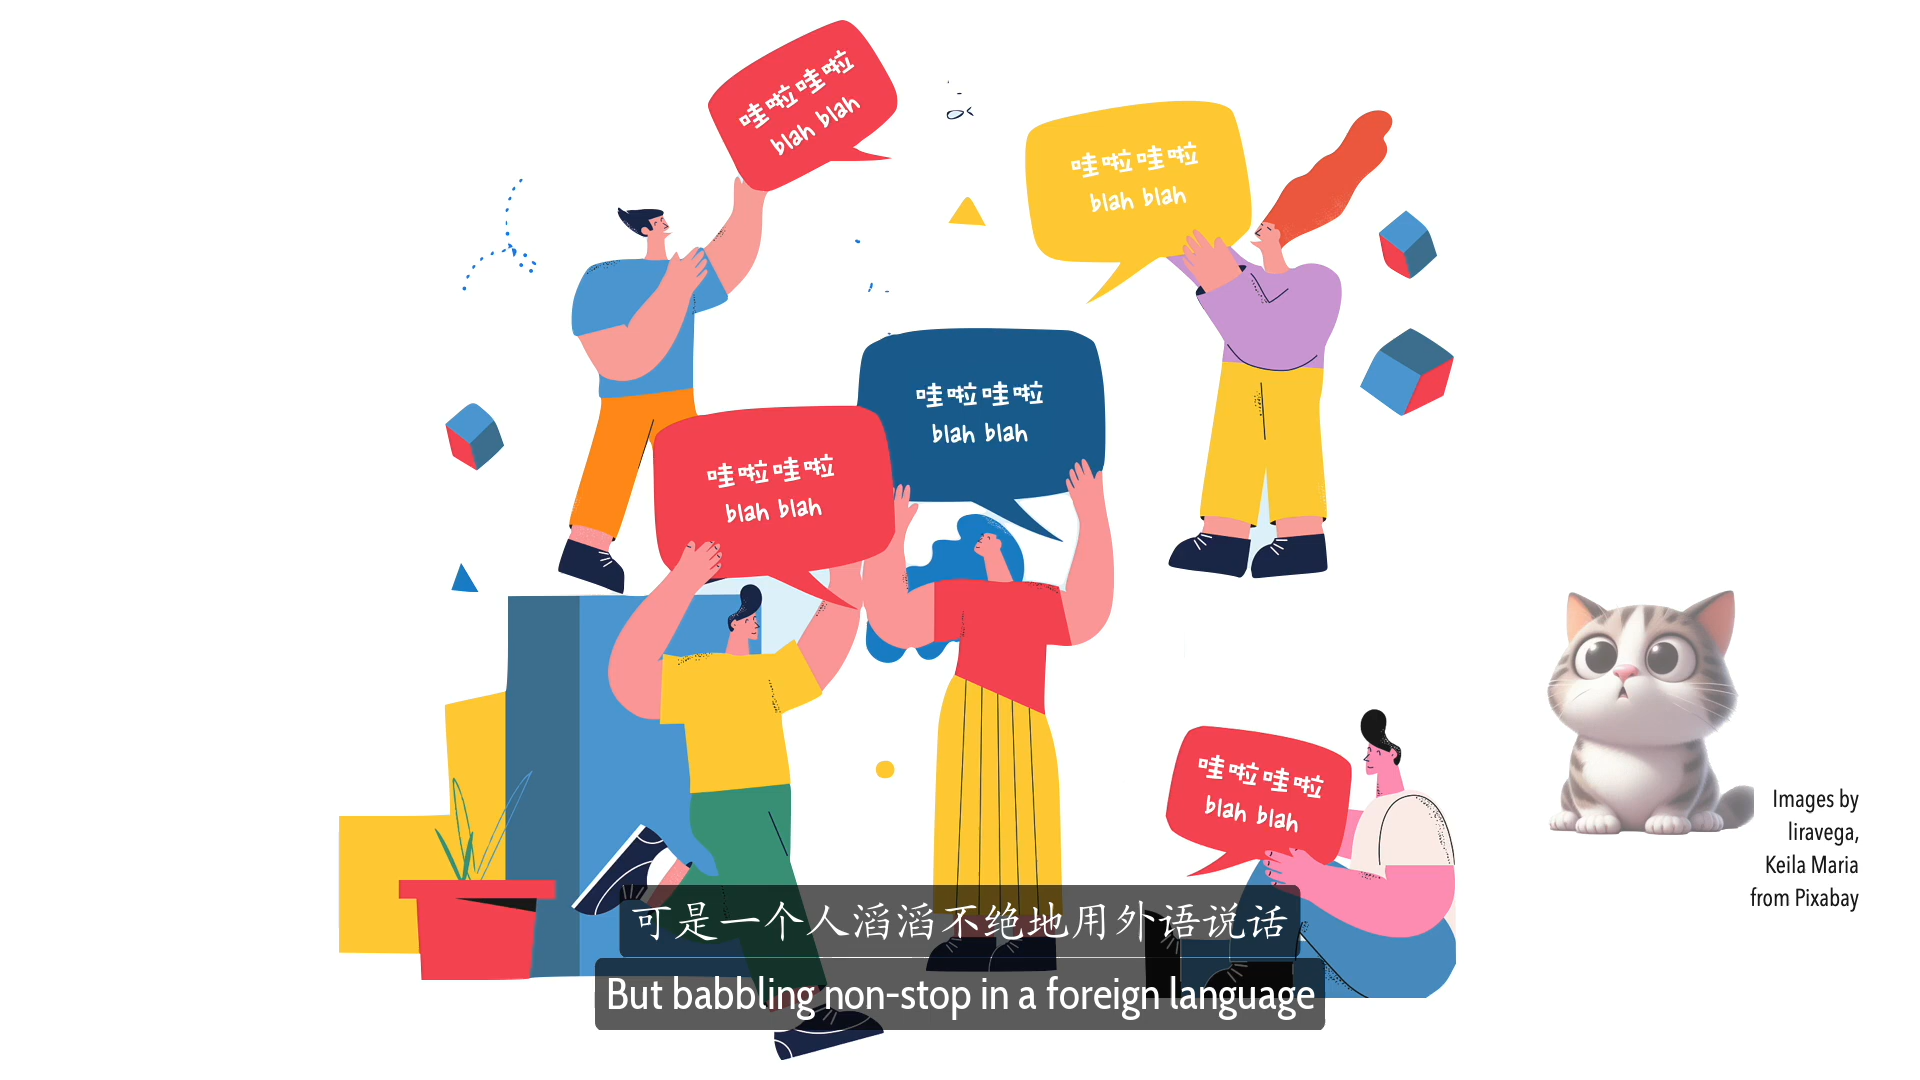 哇啦哇啦
blah blah
哇啦哇啦
blah blah
哇啦哇啦
blah blah
哇啦哇啦
blah blah
哇啦哇啦
blah blah
Images by
liravega,
Keila Maria
from Pixabay
可是一个人滔滔不绝地用外语说话
But babbling non-stop in a foreign language